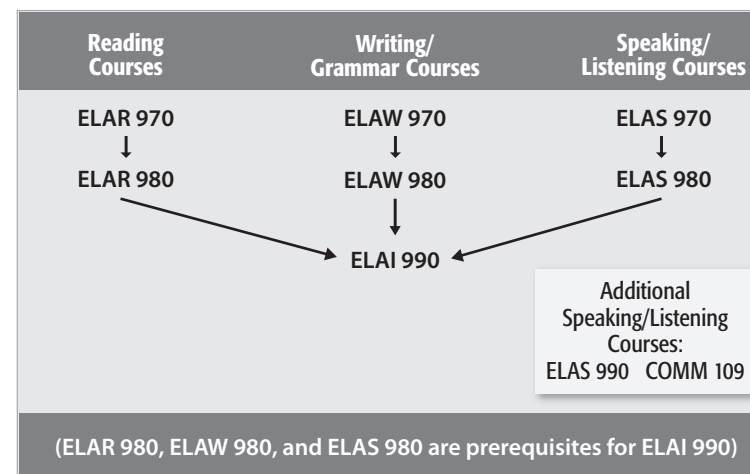 Reading
Courses
Writing/
Grammar Courses
Speaking/
Listening Courses
ELAR 970
ELAW 970
ELAS 970
ELAR 980
ELAW 980
ELAS 980
ELAI 990
Additional
Speaking/Listening
Courses:
ELAS 990 COMM 109
(ELAR 980, ELAW 980, and ELAS 980 are prerequisites for ELAI 990)